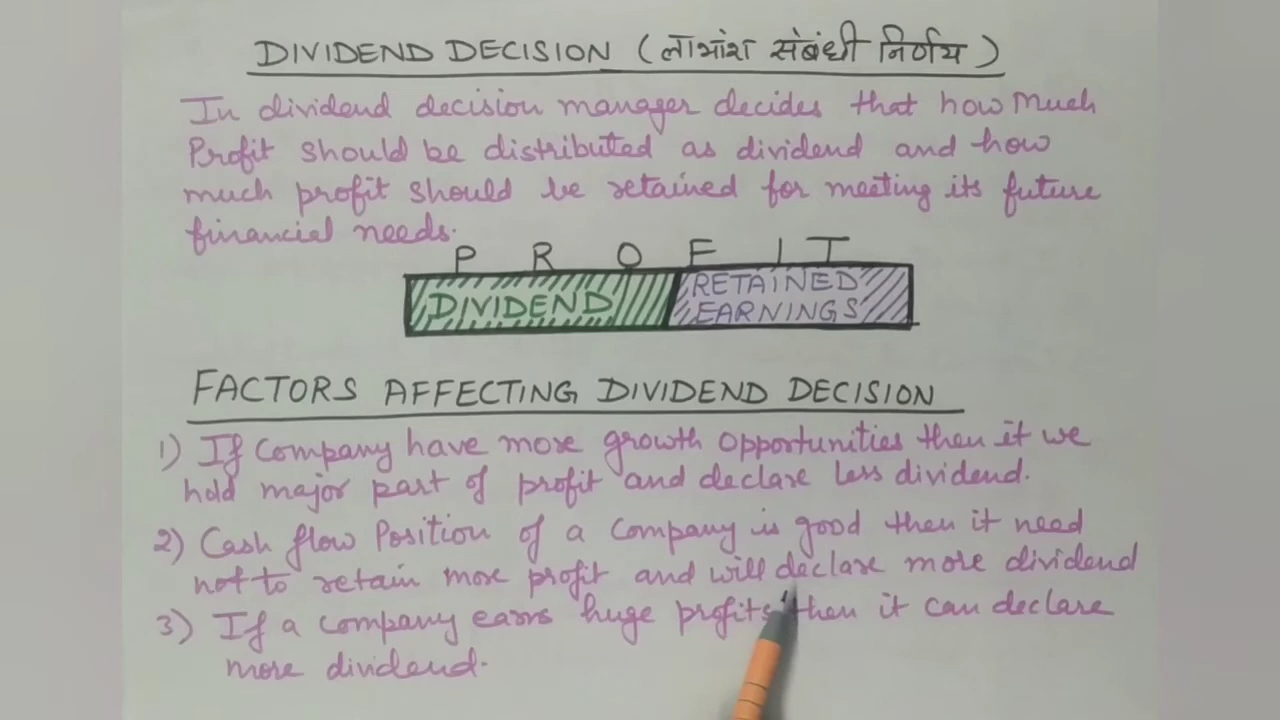 DIVIDEND DECISION (लाभांश संबंधी निर्णय)
In dividend decision manager decides that how much
Profit should be distributed as dividend and how
much profit should be retained for meeting its future
financial needs.
P R O F I T
DIVIDEND
RETAINED
EARNINGS
FACTORS AFFECTING DIVIDEND DECISION
1) If Company have more growth opportunities then it we
hold major part of profit and declare less dividend.
2) Cash flow Position of a Company is good then it need
not to retain more profit and will declare more dividend
3) If a company earns huge profits then it can declare
more dividend.